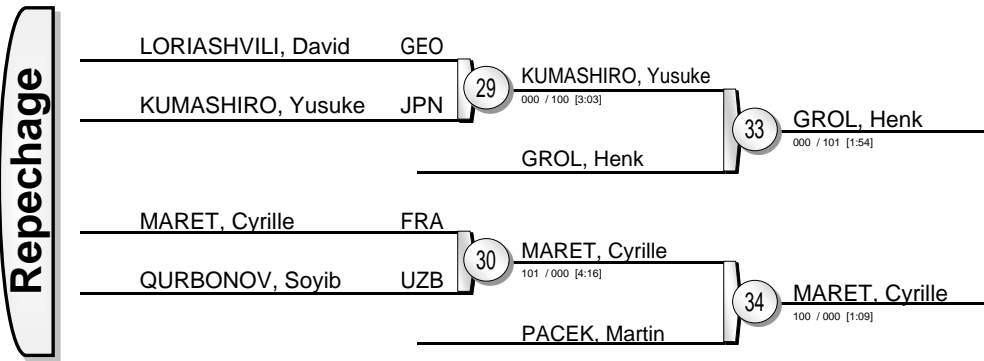 Repechage
LORIASHVILI, David GEO
KUMASHIRO, Yusuke JPN
29
KUMASHIRO, Yusuke
000 / 100 [3:03]
GROL, Henk
33
GROL, Henk
000 / 101 [1:54]
MARET, Cyrille FRA
QURBONOV, Soyib UZB
30
MARET, Cyrille
101 / 000 [4:16]
PACEK, Martin
34
MARET, Cyrille
100 / 000 [1:09]